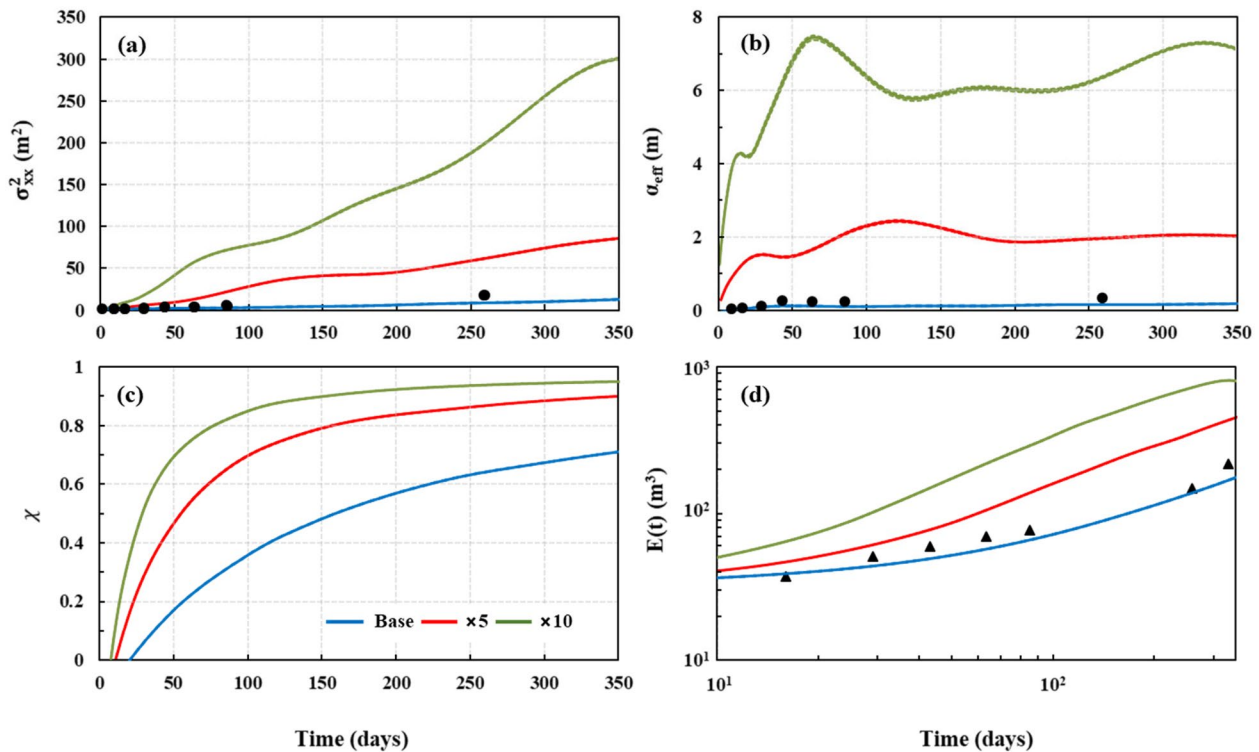 350
300
250
200
150
100
50
0
σ²xx (m²)
(a)
0 50 100 150 200 250 300 350
8
6
4
2
0
αeff (m)
(b)
0 50 100 150 200 250 300 350
1
0.8
0.6
0.4
0.2
0
χ
(c)
Base ×5 ×10
0 50 100 150 200 250 300 350
Time (days)
10³
10²
10¹
E(t) (m³)
(d)
10¹ 10²
Time (days)